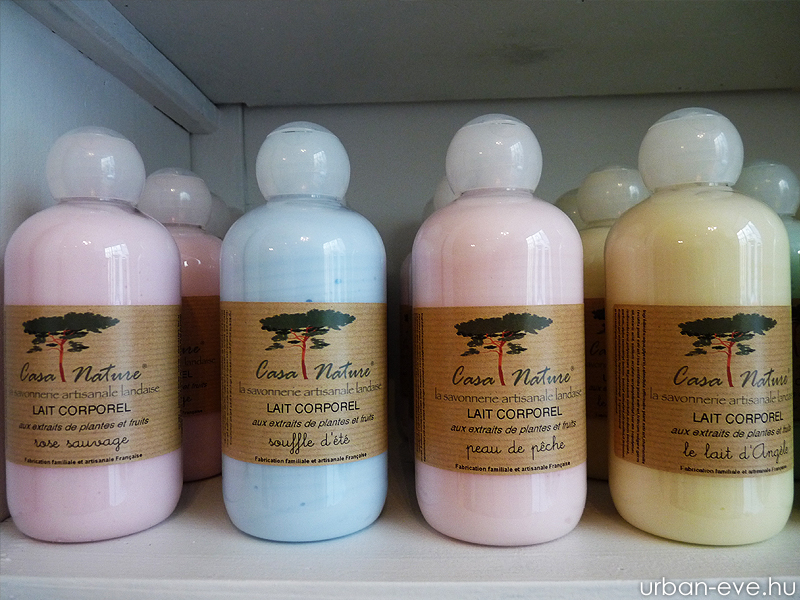 Casa Nature®
la savonnerie artisanale landaise
LAIT CORPOREL
aux extraits de plantes et fruits
rose sauvage
Fabrication familiale et artisanale Française
Casa Nature®
la savonnerie artisanale landaise
LAIT CORPOREL
aux extraits de plantes et fruits
souffle d'été
Fabrication familiale et artisanale Française
Casa Nature®
la savonnerie artisanale landaise
LAIT CORPOREL
aux extraits de plantes et fruits
peau de pêche
Fabrication familiale et artisanale Française
Casa Nature®
la savonnerie artisanale landaise
LAIT CORPOREL
aux extraits de plantes et fruits
le lait d'Angèle
Fabrication familiale et artisanale Française
urban-eve.hu